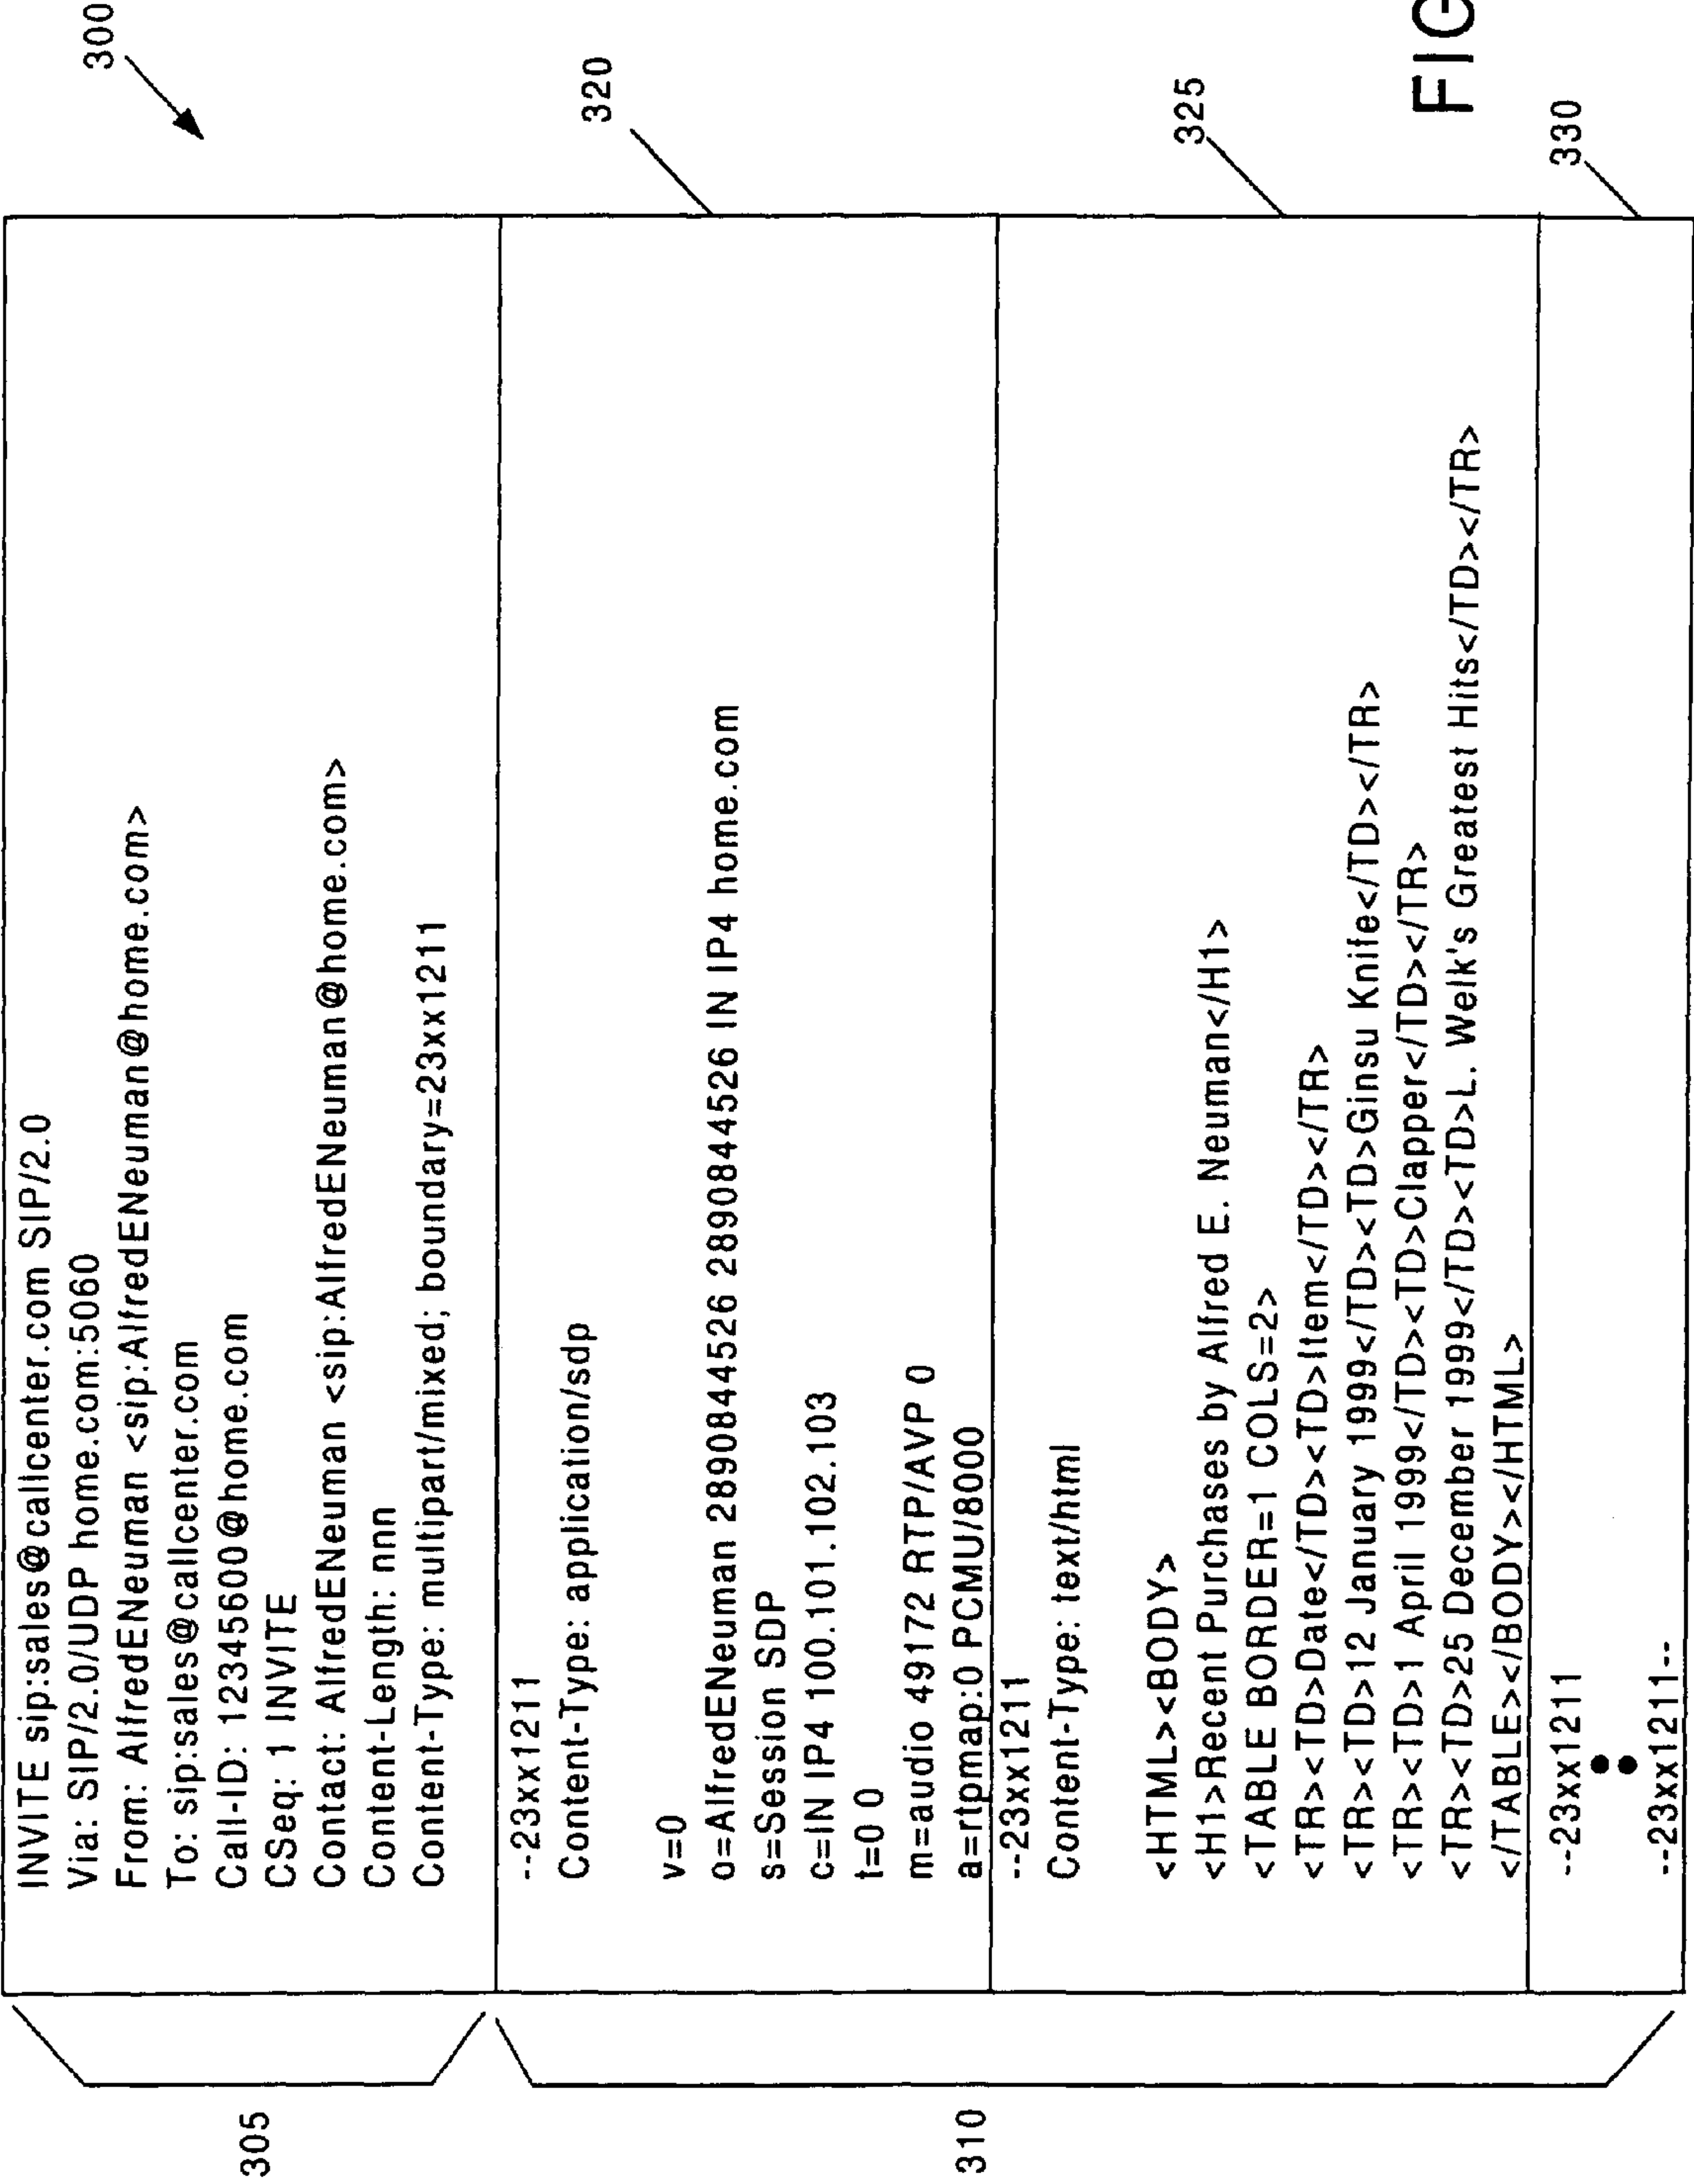 300
305
INVITE sip:sales@callcenter.com SIP/2.0
Via: SIP/2.0/UDP home.com:5060
From: AlfredENeuman <sip:AlfredENeuman@home.com>
To: sip:sales@callcenter.com
Call-ID: 12345600@home.com
CSeq: 1 INVITE
Contact: AlfredENeuman <sip:AlfredENeuman@home.com>
Content-Length: nnn
Content-Type: multipart/mixed; boundary=23xx1211
310
320
--23xx1211
Content-Type: application/sdp
v=0
o=AlfredENeuman 2890844526 2890844526 IN IP4 home.com
s=Session SDP
c=IN IP4 100.101.102.103
t=0 0
m=audio 49172 RTP/AVP 0
a=rtpmap:0 PCMU/8000
325
--23xx1211
Content-Type: text/html
<HTML><BODY>
<H1>Recent Purchases by Alfred E. Neuman</H1>
<TABLE BORDER=1 COLS=2>
<TR><TD>Date</TD><TD>Item</TD></TR>
<TR><TD>12 January 1999</TD><TD>Ginsu Knife</TD></TR>
<TR><TD>1 April 1999</TD><TD>Clapper</TD></TR>
<TR><TD>25 December 1999</TD><TD>L. Welk's Greatest Hits</TD></TR>
</TABLE></BODY></HTML>
330
--23xx1211
--23xx1211--
FIG